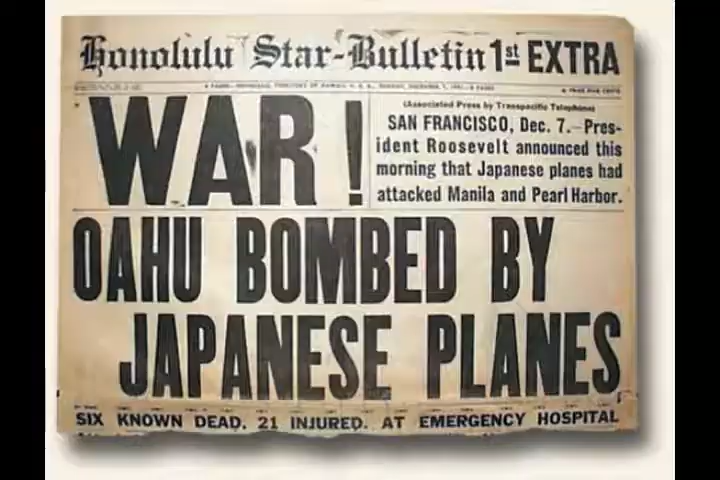 Honolulu Star-Bulletin 1st EXTRA
WAR!
(Associated Press by Transpacific Telephone)
SAN FRANCISCO, Dec. 7.—Pres-
ident Roosevelt announced this
morning that Japanese planes had
attacked Manila and Pearl Harbor.
OAHU BOMBED BY
JAPANESE PLANES
SIX KNOWN DEAD, 21 INJURED, AT EMERGENCY HOSPITAL